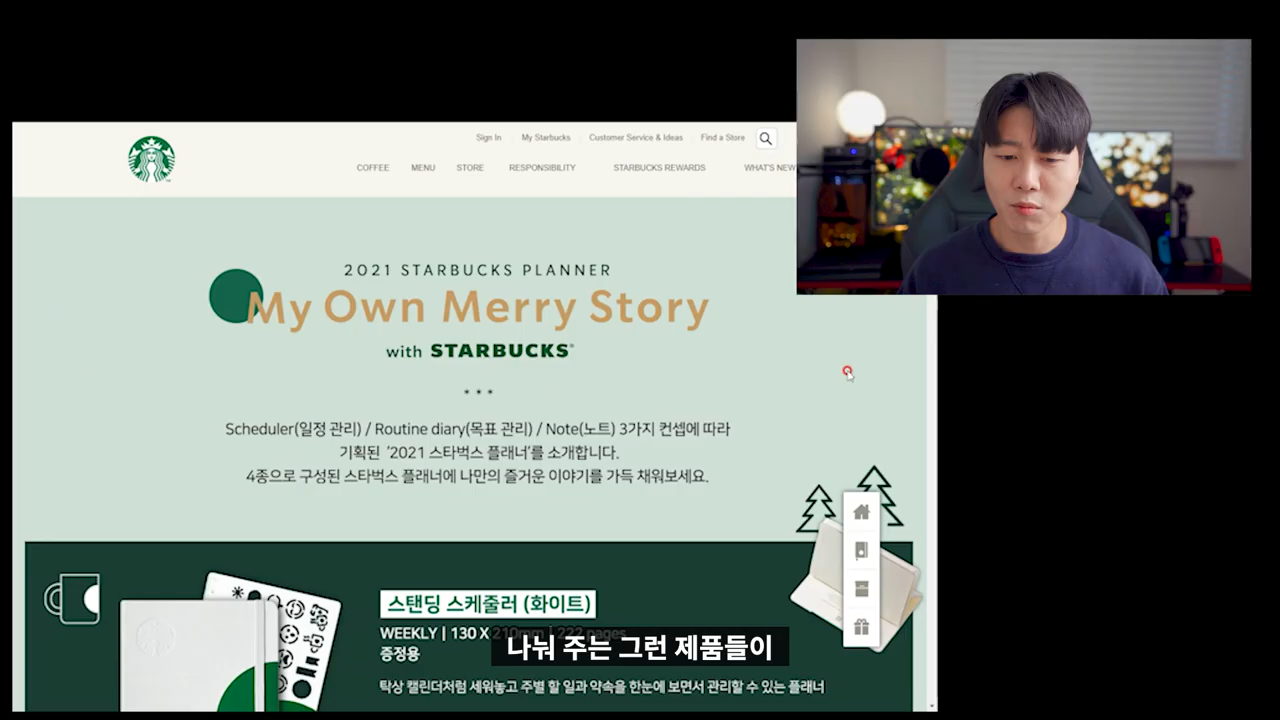 Sign In
My Starbucks
Customer Service & Ideas
Find a Store
COFFEE
MENU
STORE
RESPONSIBILITY
STARBUCKS REWARDS
WHAT'S NEW
2021 STARBUCKS PLANNER
My Own Merry Story
with STARBUCKS®
Scheduler(일정 관리) / Routine diary(목표 관리) / Note(노트) 3가지 컨셉에 따라
기획된 '2021 스타벅스 플래너'를 소개합니다.
4종으로 구성된 스타벅스 플래너에 나만의 즐거운 이야기를 가득 채워보세요.
스탠딩 스케줄러 (화이트)
WEEKLY | 130 X 210mm | 222 pages
증정용
나눠 주는 그런 제품들이
탁상 캘린더처럼 세워놓고 주별 할 일과 약속을 한눈에 보면서 관리할 수 있는 플래너